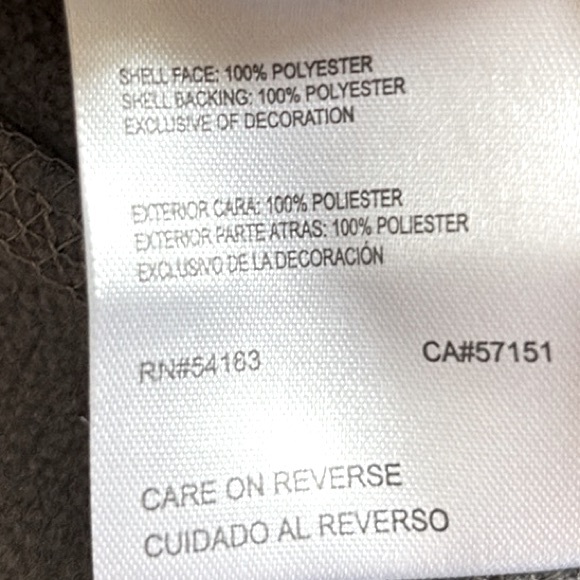 SHELL FACE: 100% POLYESTER
SHELL BACKING: 100% POLYESTER
EXCLUSIVE OF DECORATION
EXTERIOR CARA: 100% POLIESTER
EXTERIOR PARTE ATRAS: 100% POLIESTER
EXCLUSIVO DE LA DECORACIÓN
RN#54163 CA#57151
CARE ON REVERSE
CUIDADO AL REVERSO